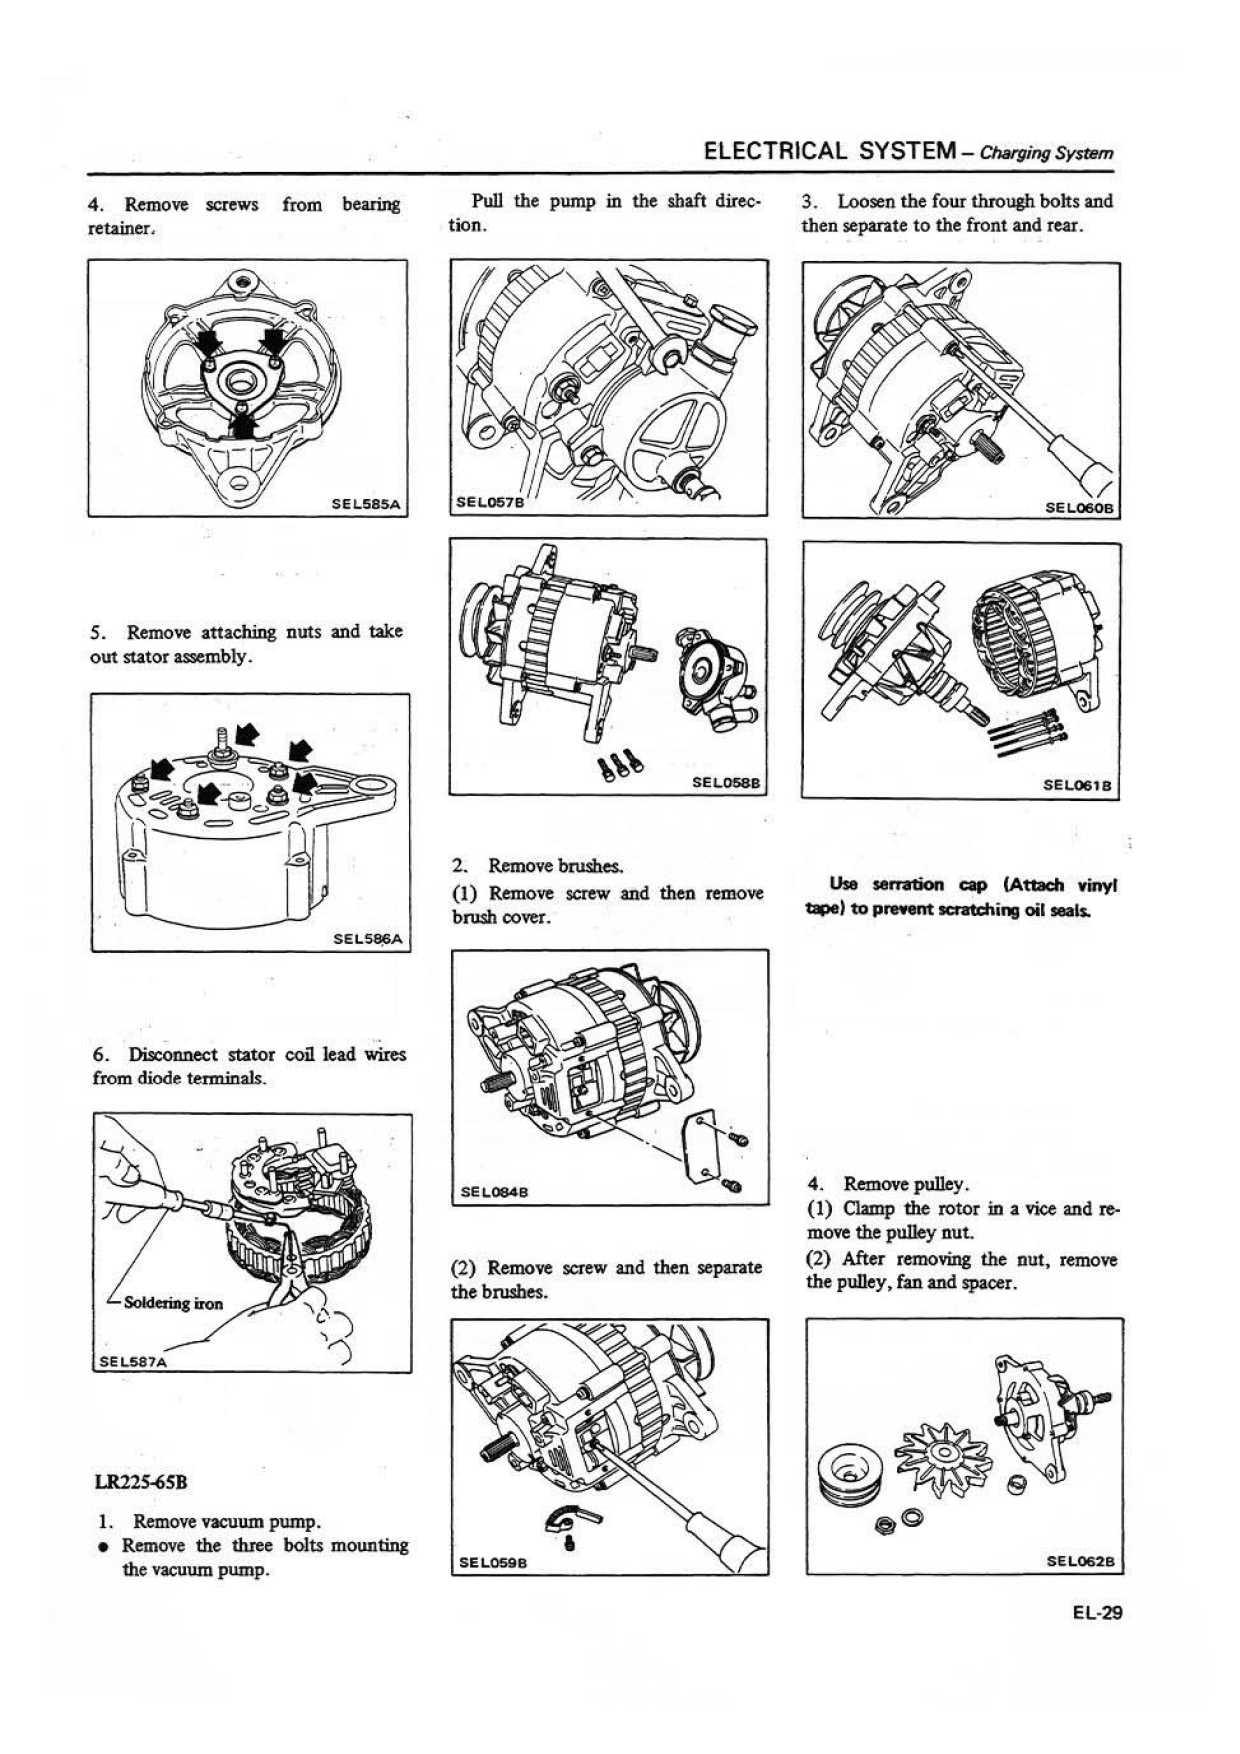 ELECTRICAL SYSTEM – Charging System
4. Remove screws from bearing
retainer.
SEL585A
5. Remove attaching nuts and take
out stator assembly.
SEL586A
6. Disconnect stator coil lead wires
from diode terminals.
Soldering iron
SEL587A
LR225-65B
1. Remove vacuum pump.
● Remove the three bolts mounting
the vacuum pump.
Pull the pump in the shaft direc-
tion.
SEL057B
SEL058B
2. Remove brushes.
(1) Remove screw and then remove
brush cover.
SEL084B
(2) Remove screw and then separate
the brushes.
SEL059B
3. Loosen the four through bolts and
then separate to the front and rear.
SEL060B
SEL061B
Use serration cap (Attach vinyl
tape) to prevent scratching oil seals.
4. Remove pulley.
(1) Clamp the rotor in a vice and re-
move the pulley nut.
(2) After removing the nut, remove
the pulley, fan and spacer.
SEL062B
EL-29